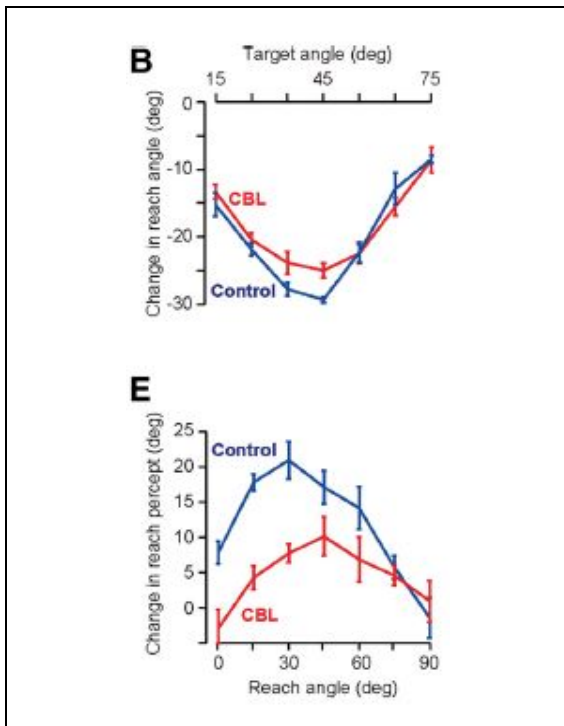 B
Target angle (deg)
15 45 75
0
-10
-20
-30
Change in reach angle (deg)
CBL
Control
E
25
20
15
10
5
0
Change in reach percept (deg)
Control
CBL
0 30 60 90
Reach angle (deg)